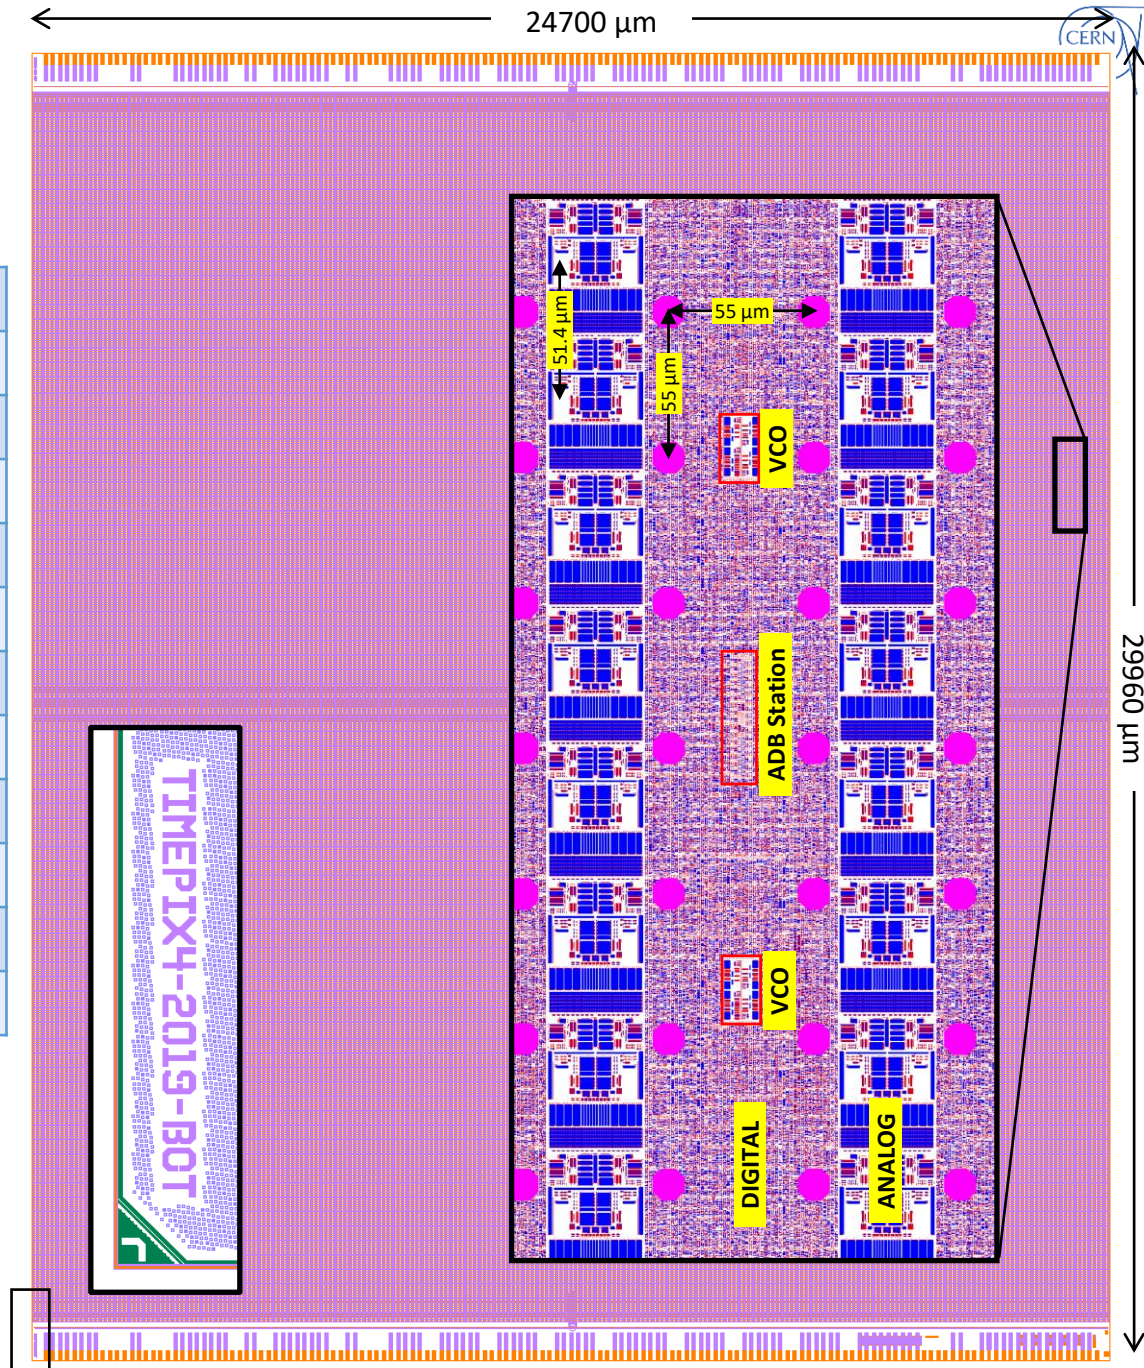 24700 µm
CERN
51.4 µm
55 µm
55 µm
VCO
ADB Station
29960 µm
TIMEPIX4-2019-BOT
VCO
DIGITAL
ANALOG